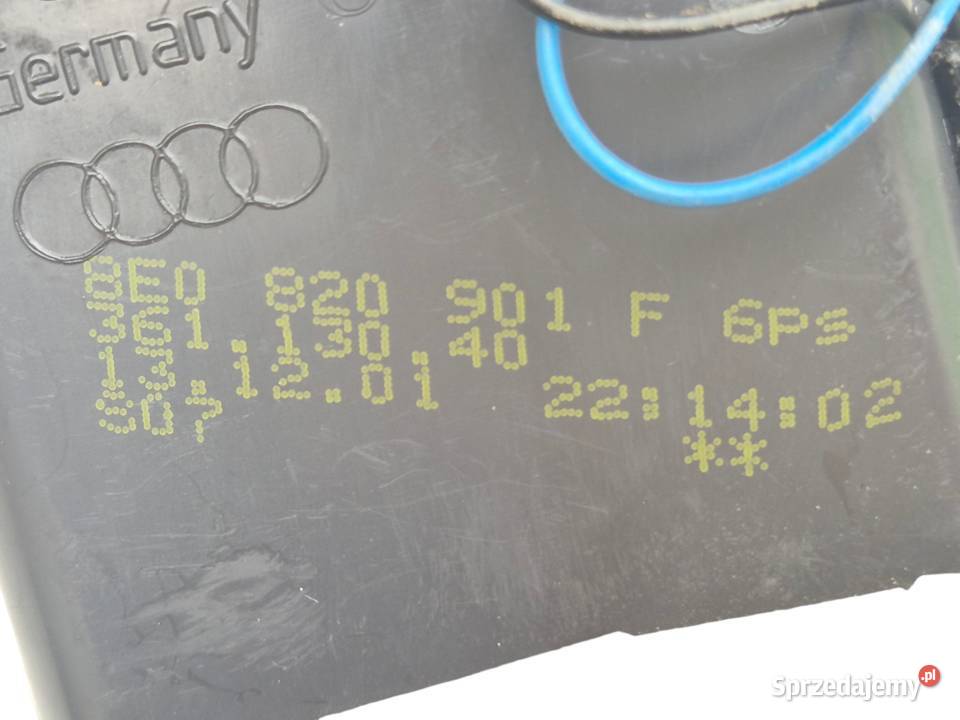 Germany
8E0 820 901 F 6Ps
361.130.40
13.12.01 22:14:02
**
Sprzedajemy .pl